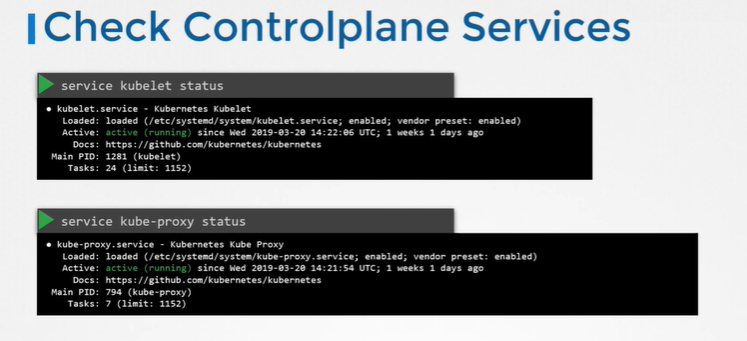 Check Controlplane Services
service kubelet status
● kubelet.service - Kubernetes Kubelet
Loaded: loaded (/etc/systemd/system/kubelet.service; enabled; vendor preset: enabled)
Active: active (running) since Wed 2019-03-20 14:22:06 UTC; 1 weeks 1 days ago
Docs: https://github.com/kubernetes/kubernetes
Main PID: 1281 (kubelet)
Tasks: 24 (limit: 1152)
service kube-proxy status
● kube-proxy.service - Kubernetes Kube Proxy
Loaded: loaded (/etc/systemd/system/kube-proxy.service; enabled; vendor preset: enabled)
Active: active (running) since Wed 2019-03-20 14:21:54 UTC; 1 weeks 1 days ago
Docs: https://github.com/kubernetes/kubernetes
Main PID: 794 (kube-proxy)
Tasks: 7 (limit: 1152)